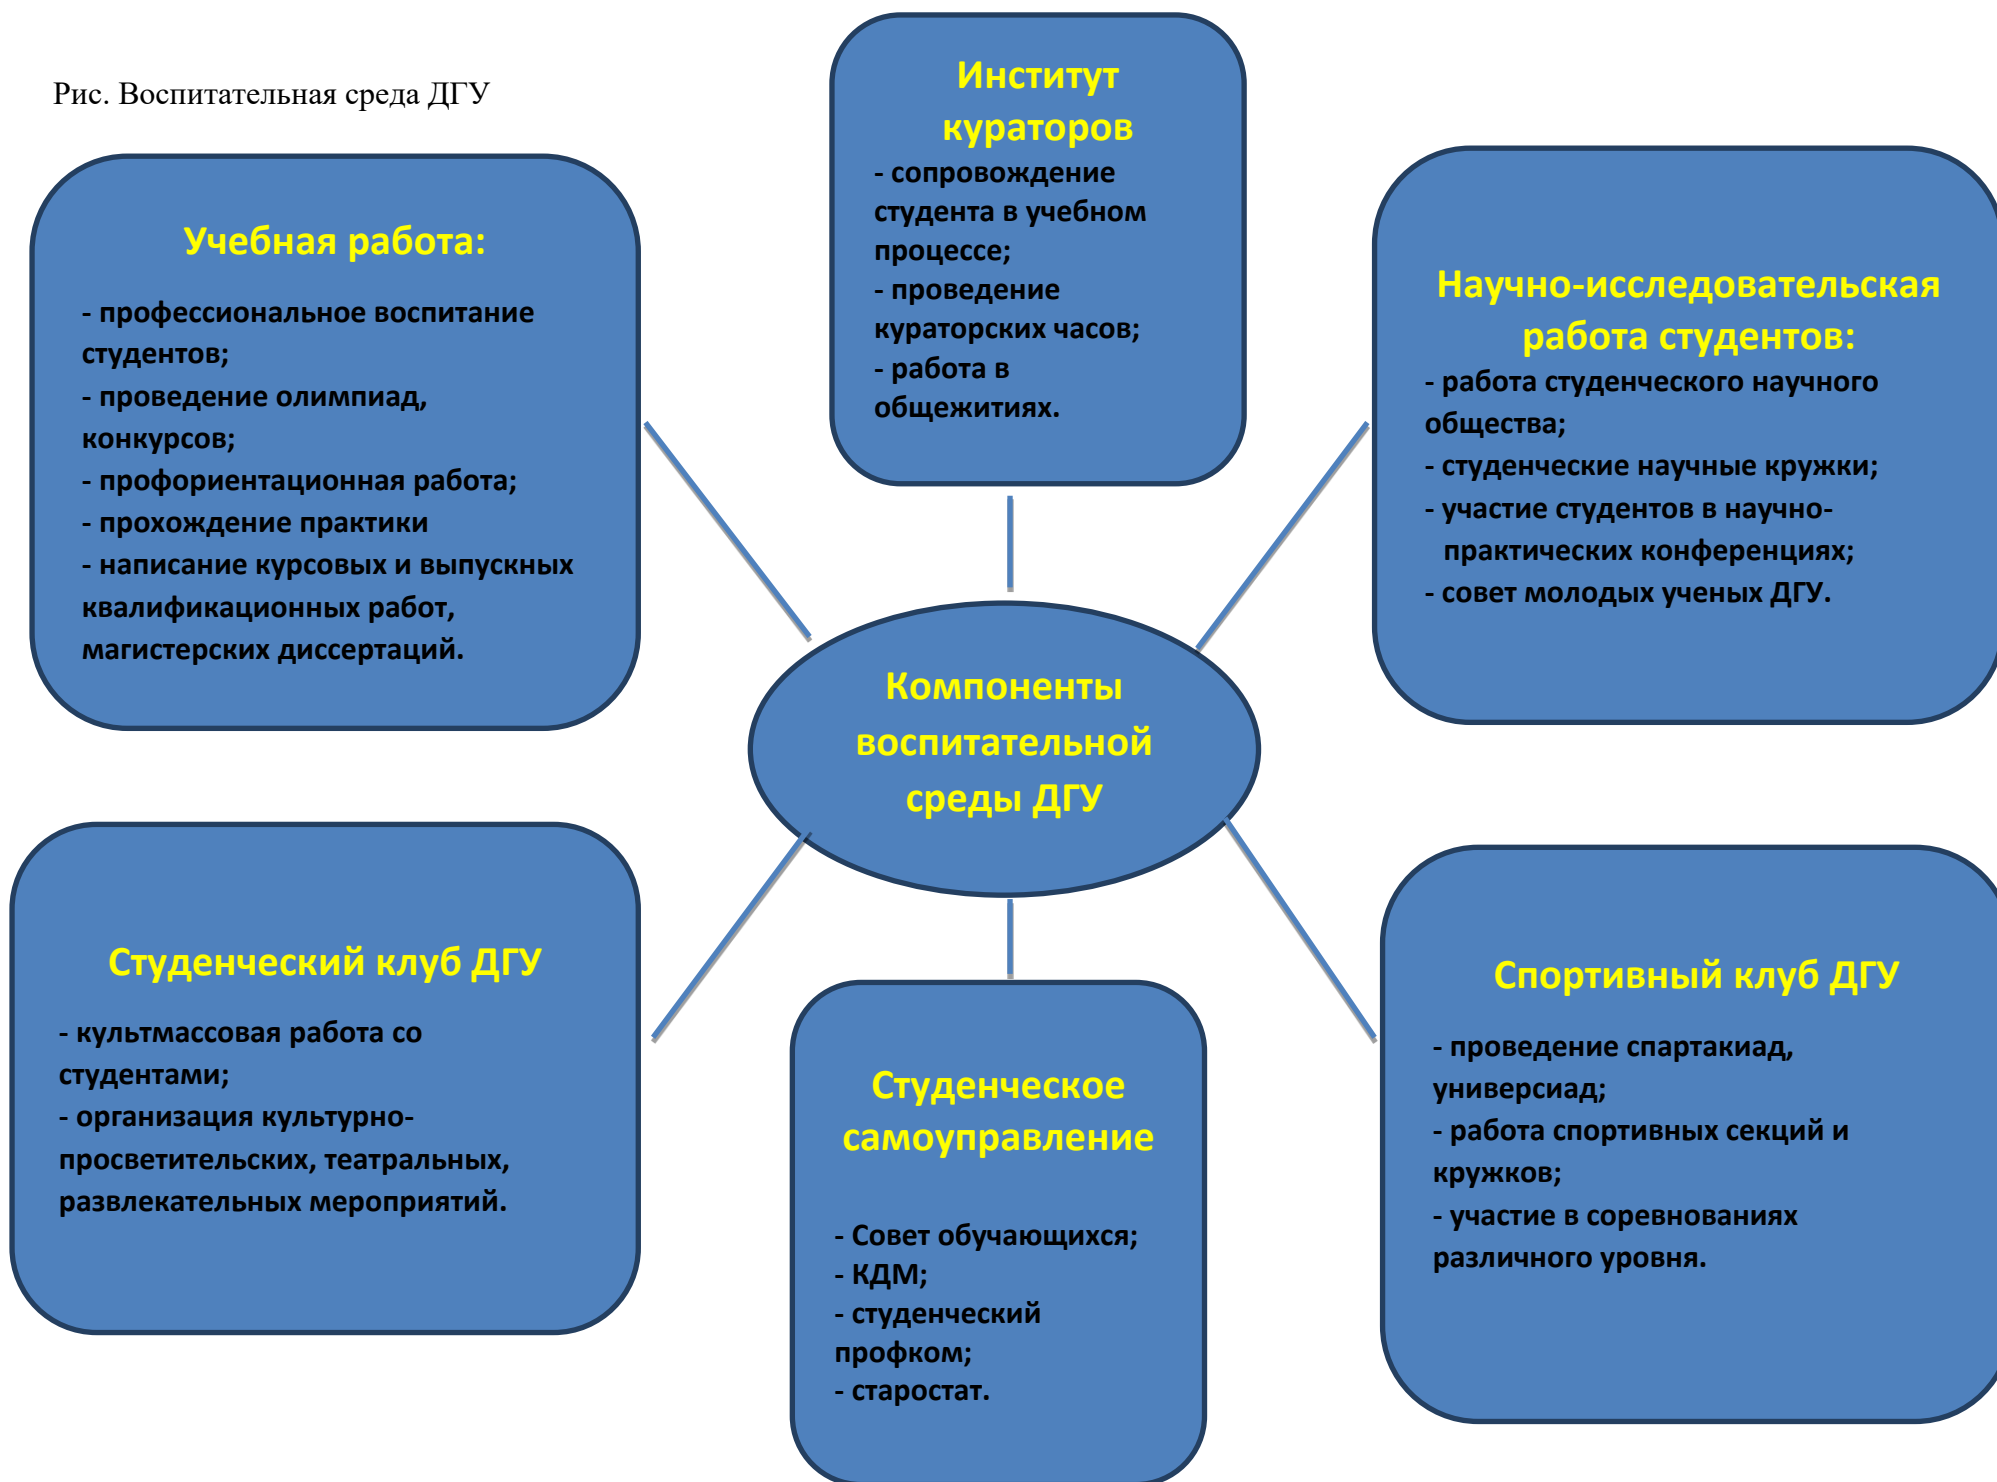 Рис. Воспитательная среда ДГУ
Институт
кураторов
- сопровождение
студента в учебном
процессе;
- проведение
кураторских часов;
- работа в
общежитиях.
Учебная работа:
- профессиональное воспитание
студентов;
- проведение олимпиад,
конкурсов;
- профориентационная работа;
- прохождение практики
- написание курсовых и выпускных
квалификационных работ,
магистерских диссертаций.
Научно-исследовательская
работа студентов:
- работа студенческого научного
общества;
- студенческие научные кружки;
- участие студентов в научно-
практических конференциях;
- совет молодых ученых ДГУ.
Компоненты
воспитательной
среды ДГУ
Студенческий клуб ДГУ
- культмассовая работа со
студентами;
- организация культурно-
просветительских, театральных,
развлекательных мероприятий.
Студенческое
самоуправление
- Совет обучающихся;
- КДМ;
- студенческий
профком;
- старостат.
Спортивный клуб ДГУ
- проведение спартакиад,
универсиад;
- работа спортивных секций и
кружков;
- участие в соревнованиях
различного уровня.